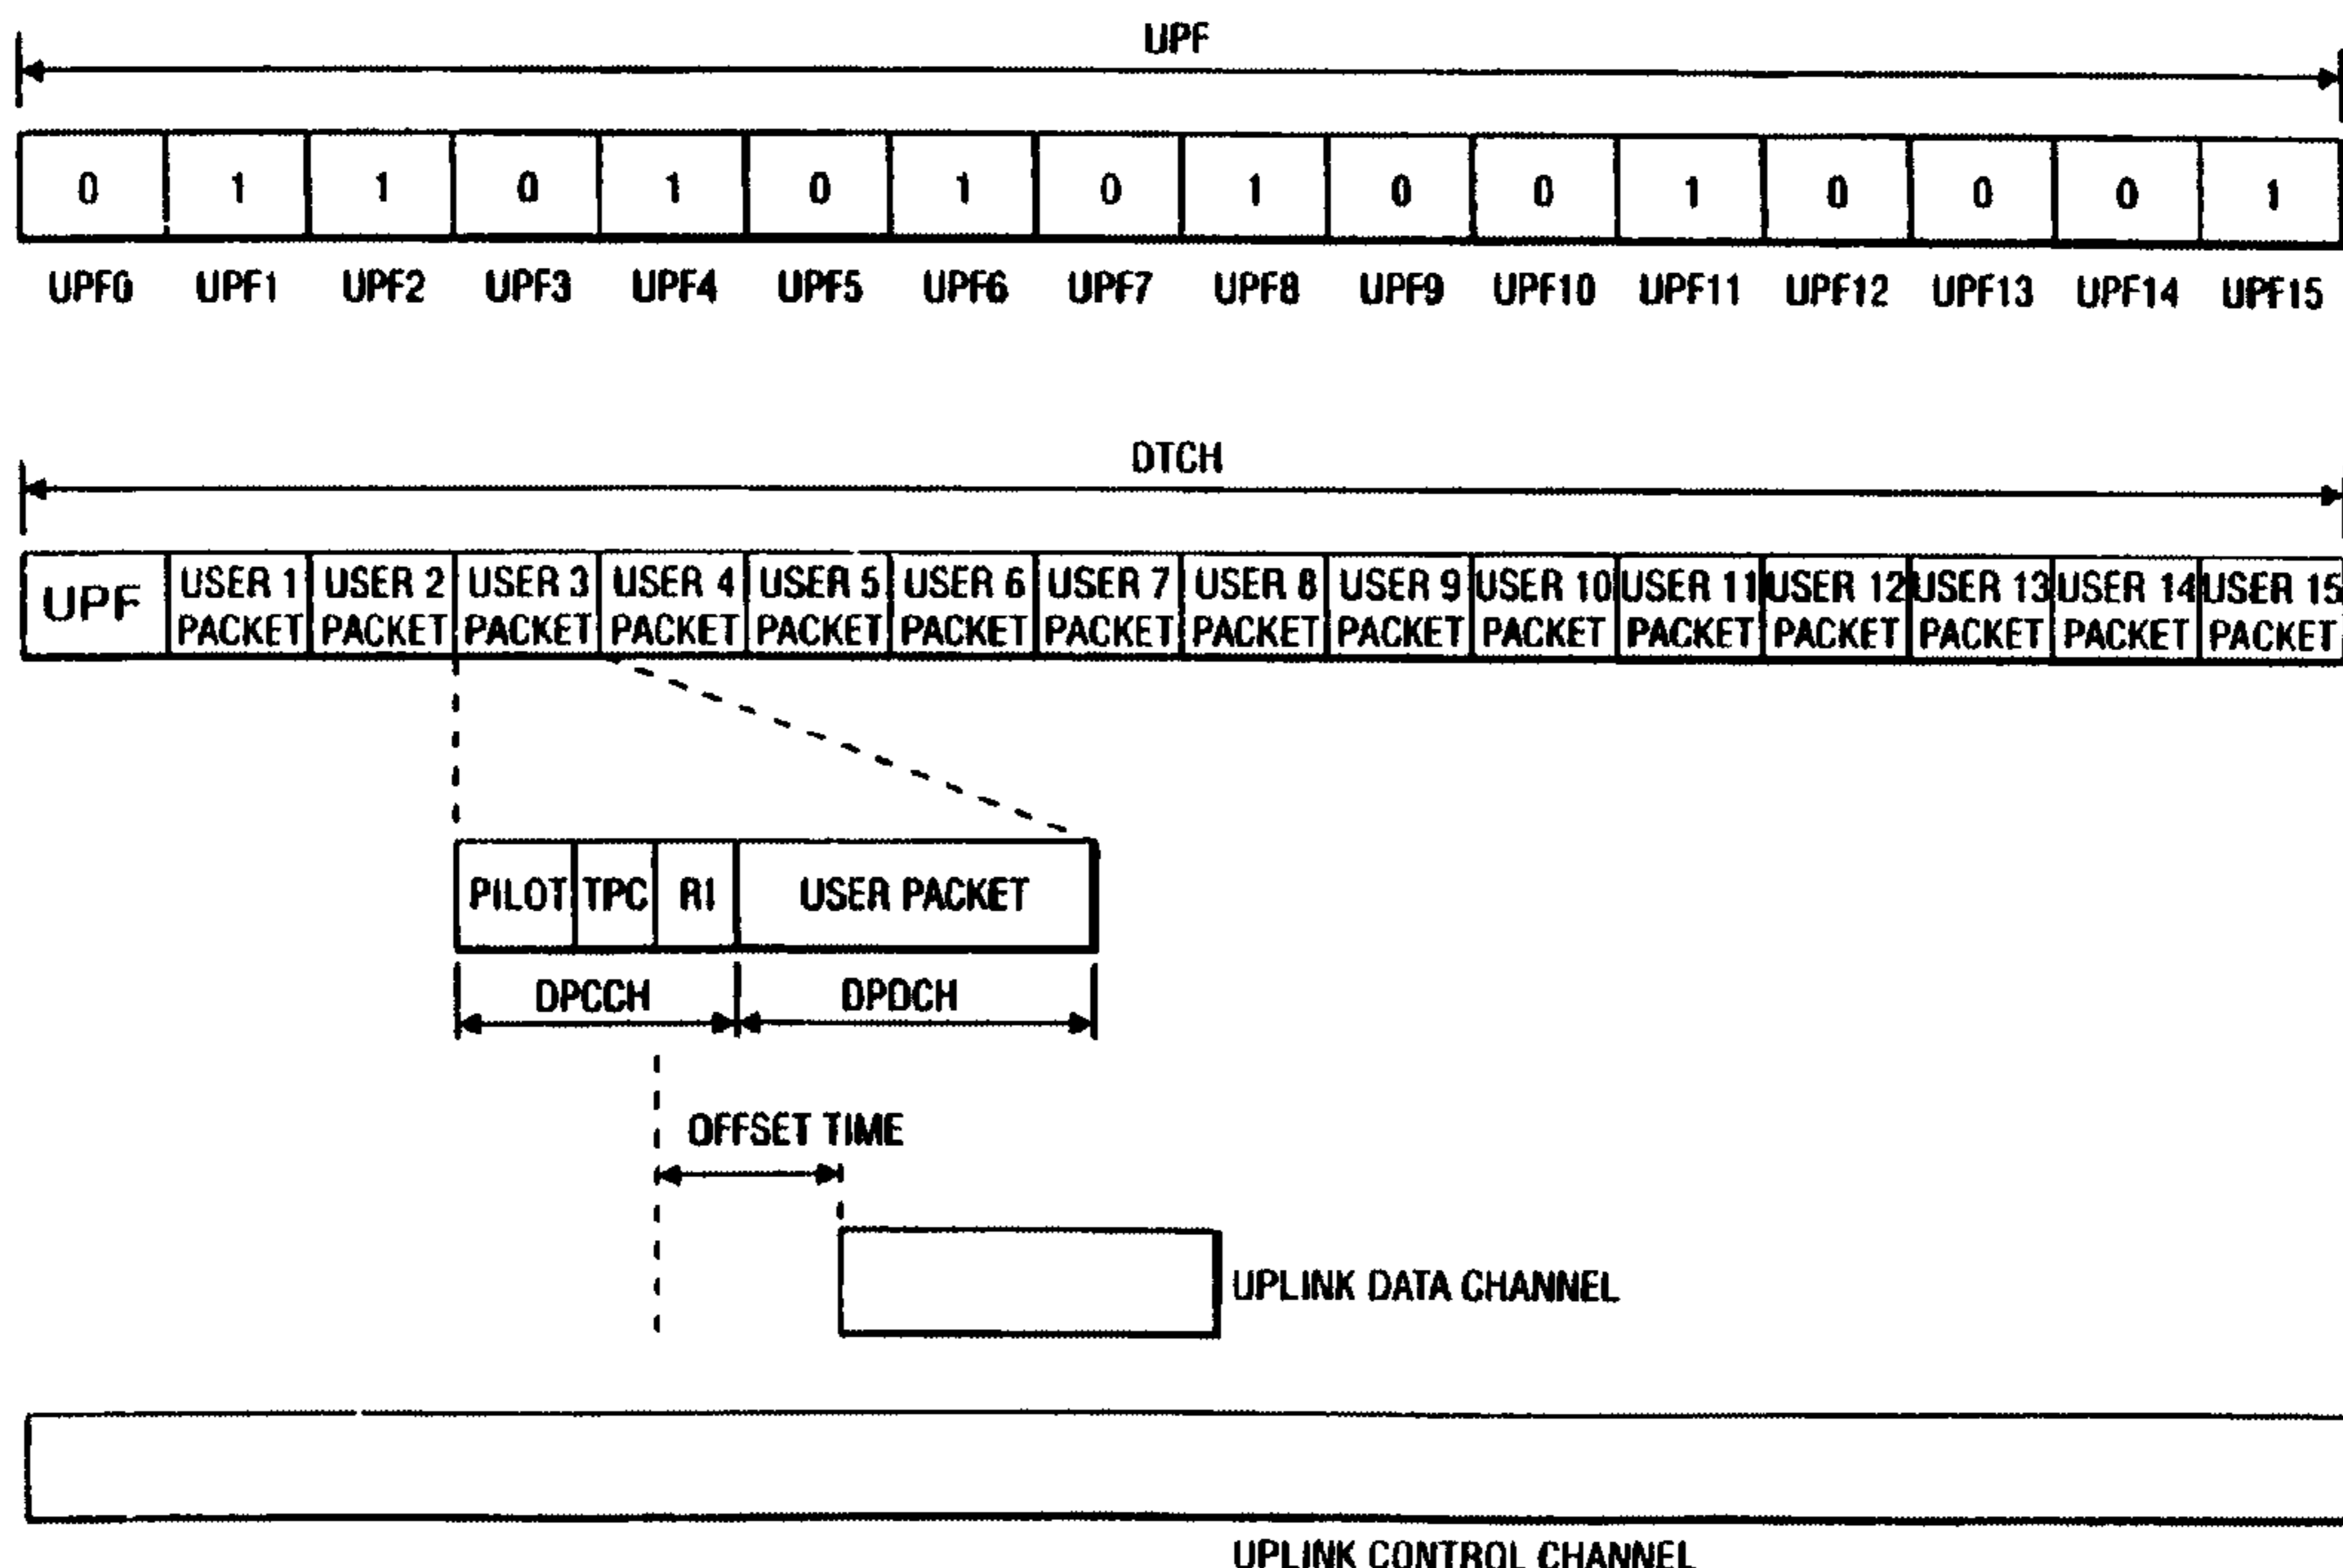 UPF
0 1 1 0 1 0 1 0 1 0 0 1 0 0 0 1
UPF0 UPF1 UPF2 UPF3 UPF4 UPF5 UPF6 UPF7 UPF8 UPF9 UPF10 UPF11 UPF12 UPF13 UPF14 UPF15
DTCH
UPF USER 1 USER 2 USER 3 USER 4 USER 5 USER 6 USER 7 USER 8 USER 9 USER 10 USER 11 USER 12 USER 13 USER 14 USER 15
PACKET PACKET PACKET PACKET PACKET PACKET PACKET PACKET PACKET PACKET PACKET PACKET PACKET PACKET PACKET
PILOT TPC RI USER PACKET
DPCCH DPDCH
OFFSET TIME
UPLINK DATA CHANNEL
UPLINK CONTROL CHANNEL